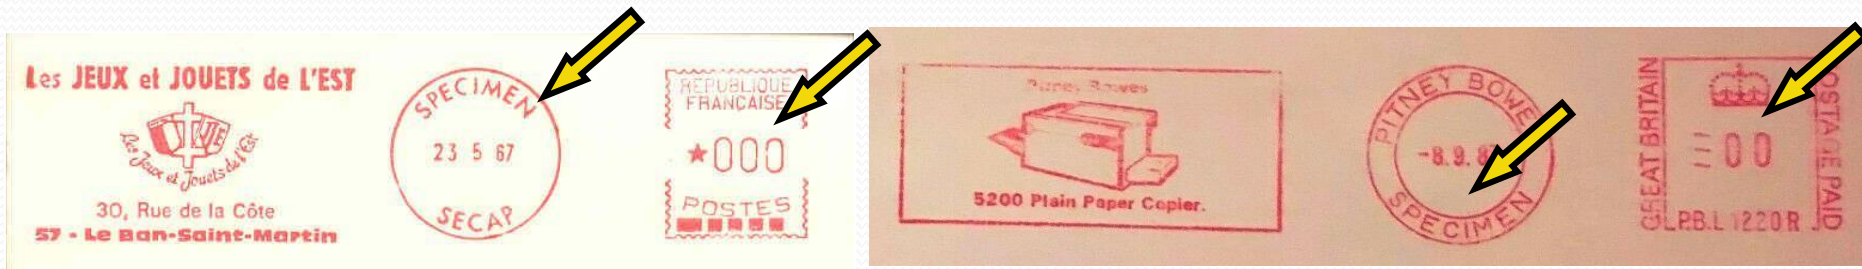 Les JEUX et JOUETS de L'EST
Les Jeux et Jouets de l'Est
30, Rue de la Côte
57 - Le Ban-Saint-Martin
SPECIMEN
23 5 67
SECAP
REPUBLIQUE
FRANÇAISE
★000
POSTES
Pitney Bowes
5200 Plain Paper Copier.
PITNEY BOWE
-8.9.8
SPECIMEN
GREAT BRITAIN
00
P.B.L 1220 R
POSTAGE PAID